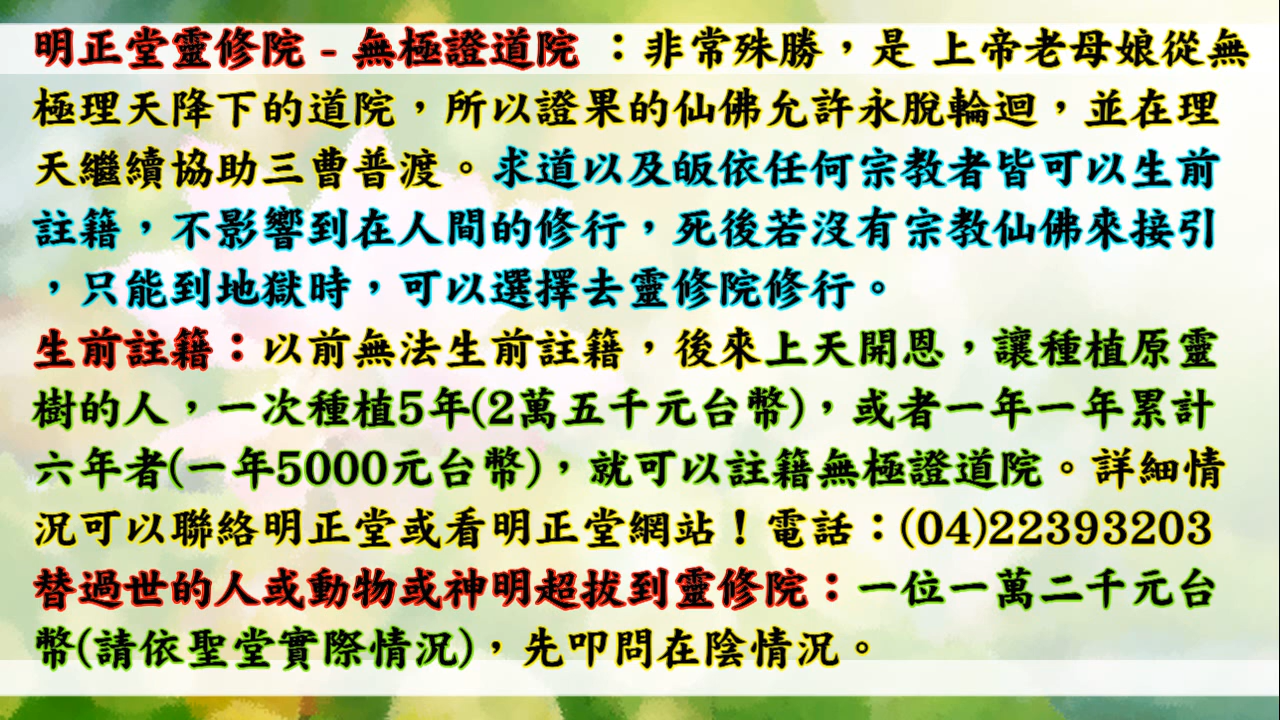 明正堂靈修院 - 無極證道院 ：非常殊勝，是 上帝老母娘從無
極理天降下的道院，所以證果的仙佛允許永脫輪迴，並在理
天繼續協助三曹普渡。求道以及皈依任何宗教者皆可以生前
註籍，不影響到在人間的修行，死後若沒有宗教仙佛來接引
，只能到地獄時，可以選擇去靈修院修行。
生前註籍：以前無法生前註籍，後來上天開恩，讓種植原靈
樹的人，一次種植5年(2萬五千元台幣)，或者一年一年累計
六年者(一年5000元台幣)，就可以註籍無極證道院。詳細情
況可以聯絡明正堂或看明正堂網站！電話：(04)22393203
替過世的人或動物或神明超拔到靈修院：一位一萬二千元台
幣(請依聖堂實際情況)，先叩問在陰情況。